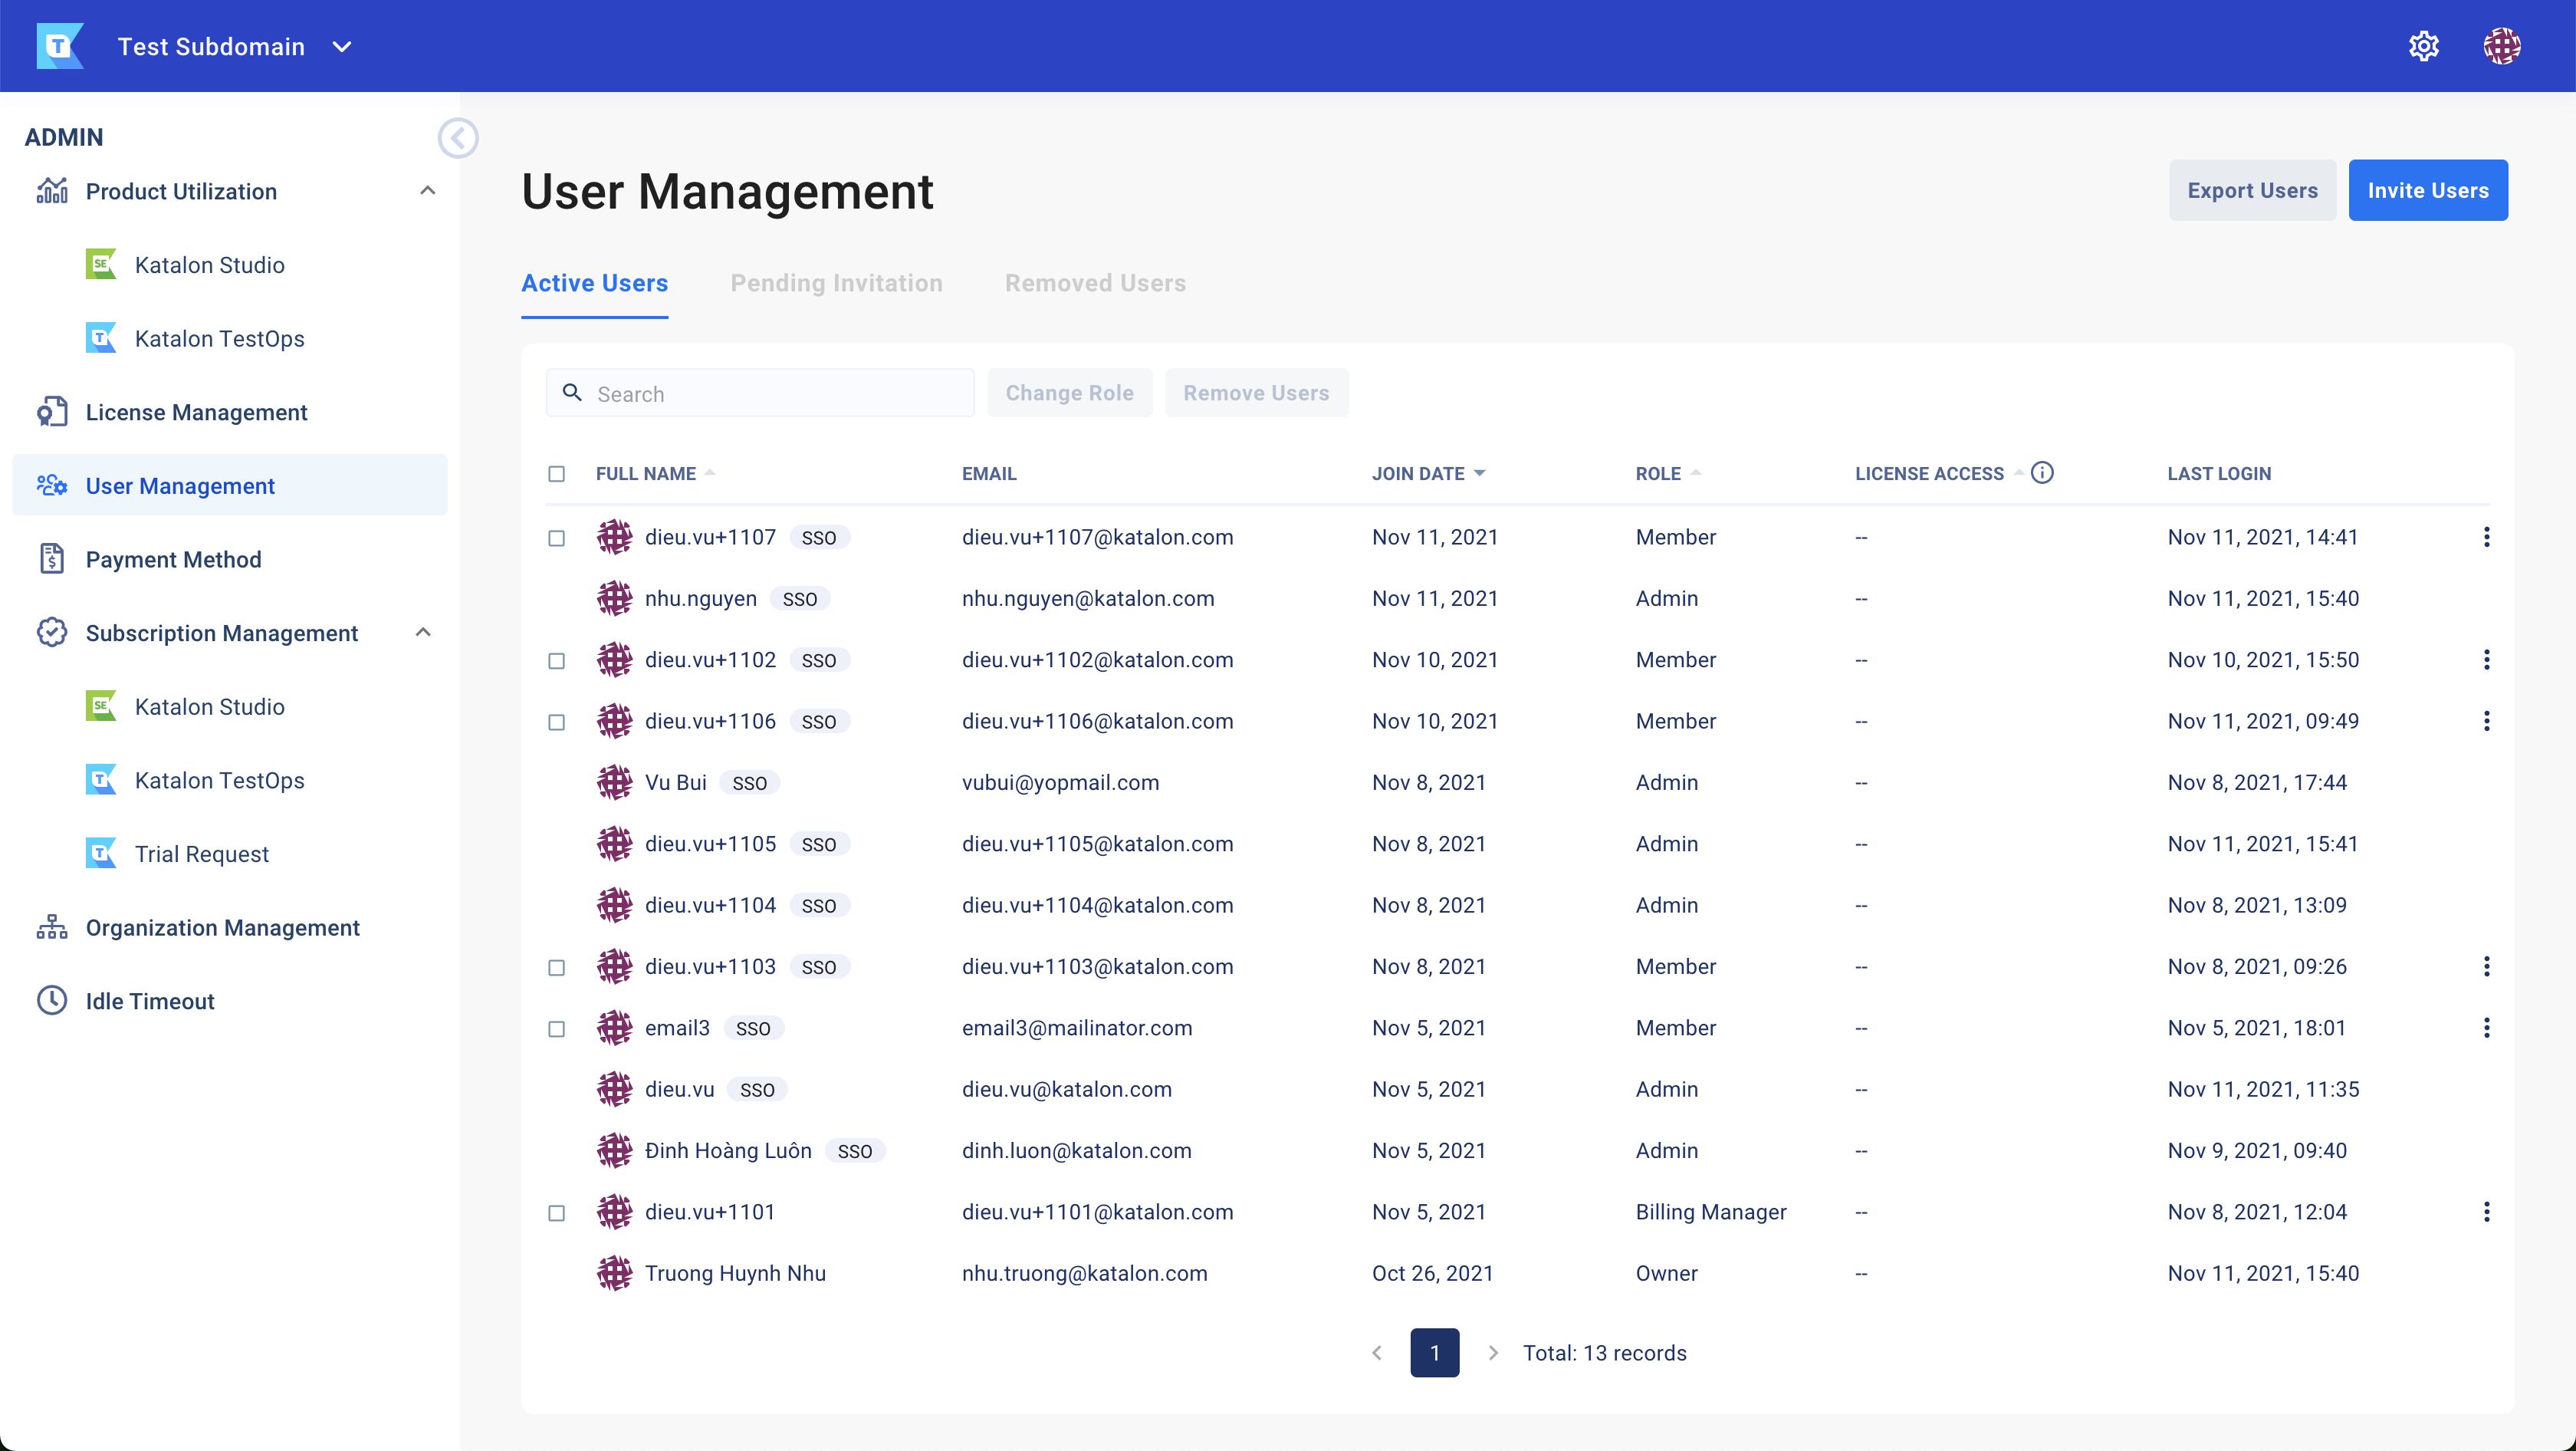 Test Subdomain
ADMIN
Product Utilization
Katalon Studio
Katalon TestOps
License Management
User Management
Payment Method
Subscription Management
Katalon Studio
Katalon TestOps
Trial Request
Organization Management
Idle Timeout
User Management
Export Users Invite Users
Active Users Pending Invitation Removed Users
Search Change Role Remove Users
FULL NAME EMAIL JOIN DATE ROLE LICENSE ACCESS LAST LOGIN
dieu.vu+1107 SSO dieu.vu+1107@katalon.com Nov 11, 2021 Member -- Nov 11, 2021, 14:41
nhu.nguyen SSO nhu.nguyen@katalon.com Nov 11, 2021 Admin -- Nov 11, 2021, 15:40
dieu.vu+1102 SSO dieu.vu+1102@katalon.com Nov 10, 2021 Member -- Nov 10, 2021, 15:50
dieu.vu+1106 SSO dieu.vu+1106@katalon.com Nov 10, 2021 Member -- Nov 11, 2021, 09:49
Vu Bui SSO vubui@yopmail.com Nov 8, 2021 Admin -- Nov 8, 2021, 17:44
dieu.vu+1105 SSO dieu.vu+1105@katalon.com Nov 8, 2021 Admin -- Nov 11, 2021, 15:41
dieu.vu+1104 SSO dieu.vu+1104@katalon.com Nov 8, 2021 Admin -- Nov 8, 2021, 13:09
dieu.vu+1103 SSO dieu.vu+1103@katalon.com Nov 8, 2021 Member -- Nov 8, 2021, 09:26
email3 SSO email3@mailinator.com Nov 5, 2021 Member -- Nov 5, 2021, 18:01
dieu.vu SSO dieu.vu@katalon.com Nov 5, 2021 Admin -- Nov 11, 2021, 11:35
Đinh Hoàng Luôn SSO dinh.luon@katalon.com Nov 5, 2021 Admin -- Nov 9, 2021, 09:40
dieu.vu+1101 dieu.vu+1101@katalon.com Nov 5, 2021 Billing Manager -- Nov 8, 2021, 12:04
Truong Huynh Nhu nhu.truong@katalon.com Oct 26, 2021 Owner -- Nov 11, 2021, 15:40
1 Total: 13 records